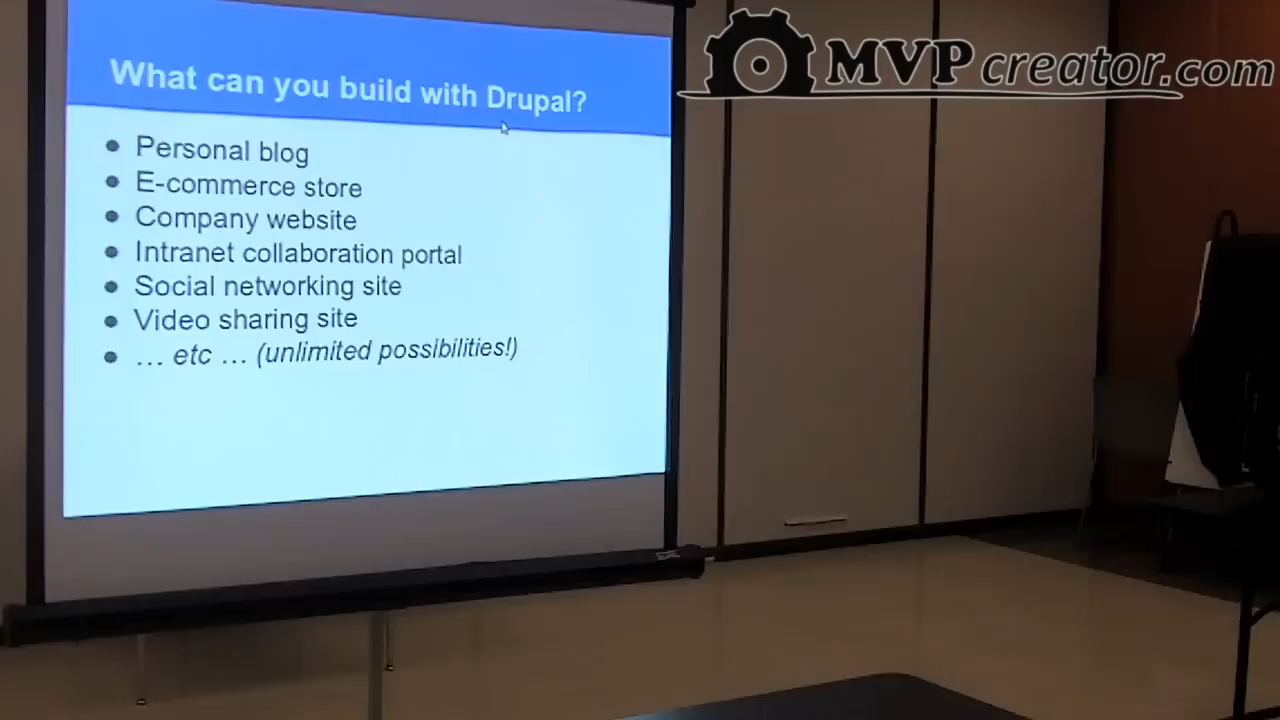 What can you build with Drupal?
● Personal blog
● E-commerce store
● Company website
● Intranet collaboration portal
● Social networking site
● Video sharing site
● … etc … (unlimited possibilities!)
MVPcreator.com